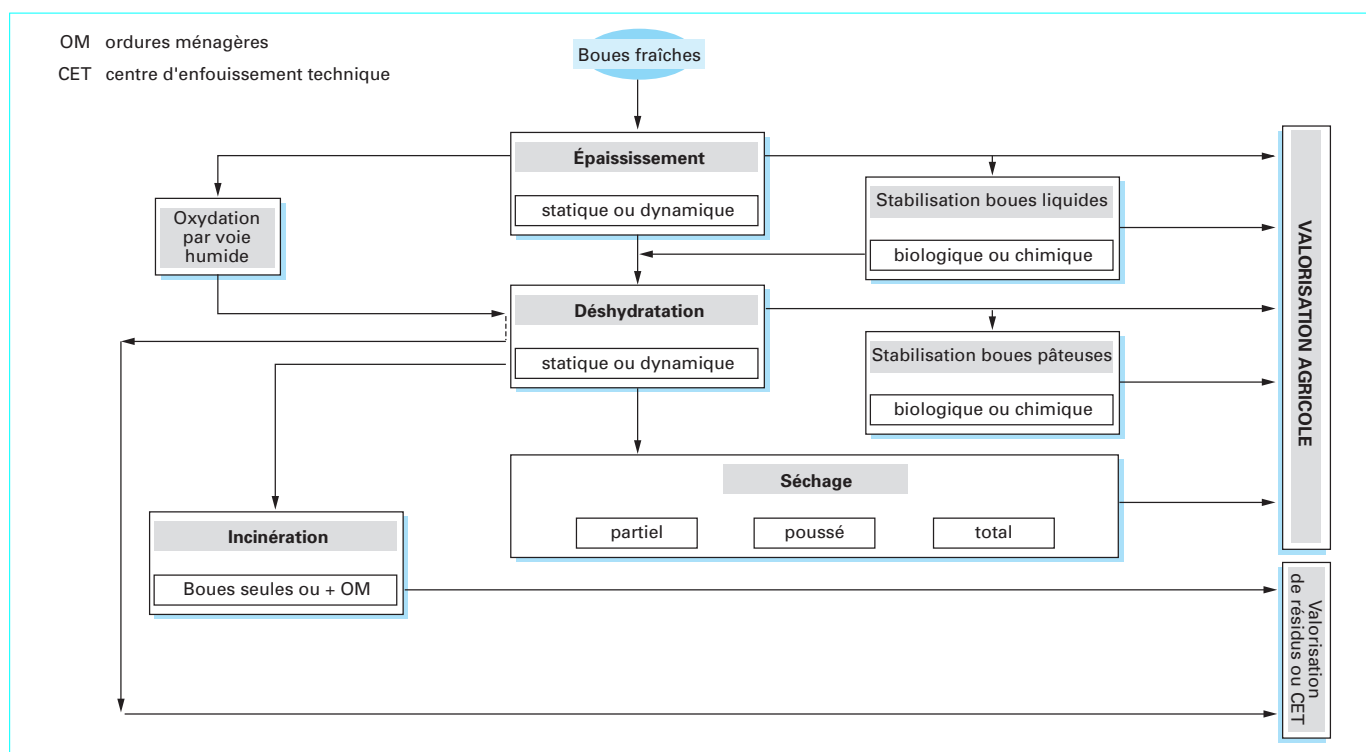 OM ordures ménagères
CET centre d'enfouissement technique
Boues fraîches
Épaississement
statique ou dynamique
Oxydation
par voie
humide
Stabilisation boues liquides
biologique ou chimique
Déshydratation
statique ou dynamique
Stabilisation boues pâteuses
biologique ou chimique
Séchage
partiel
poussé
total
Incinération
Boues seules ou + OM
VALORISATION AGRICOLE
Valorisation
de résidus ou CET